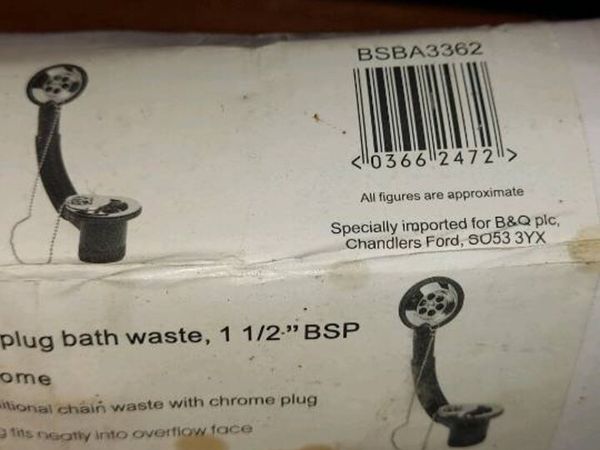 BSBA3362
<0366 2472>
All figures are approximate
Specially imported for B&Q plc,
Chandlers Ford, SO53 3YX
plug bath waste, 1 1/2" BSP
ome
itional chain waste with chrome plug
g fits neatly into overflow face